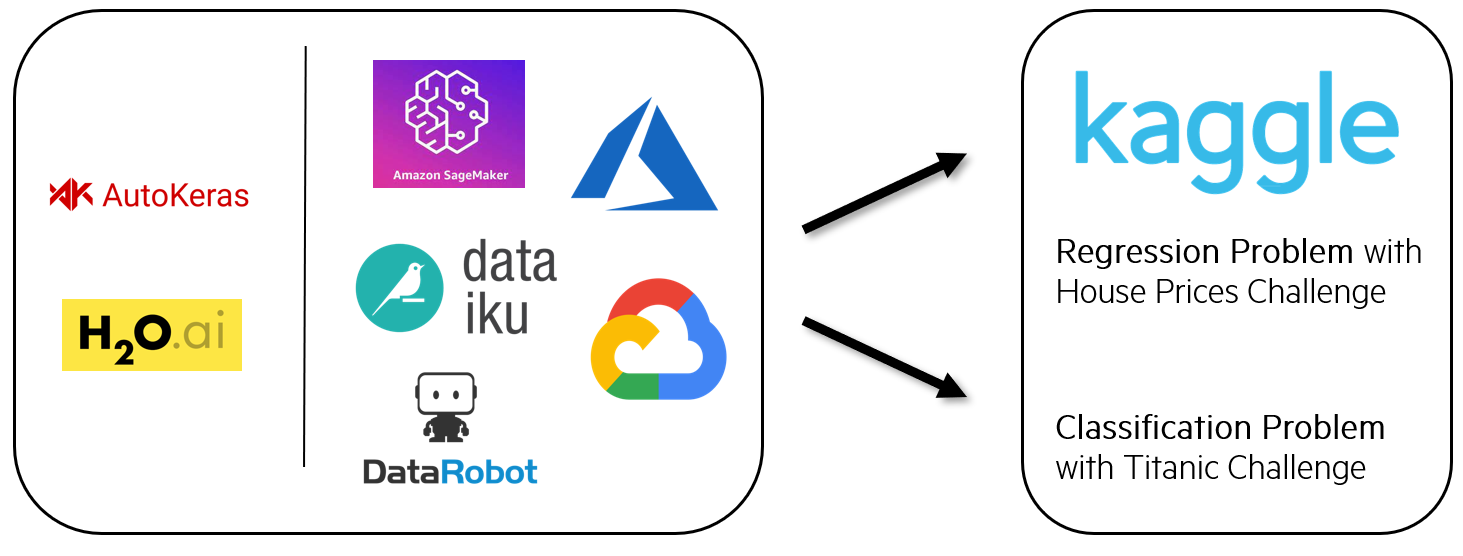 AutoKeras
H2O.ai
Amazon SageMaker
data
iku
DataRobot
kaggle
Regression Problem with
House Prices Challenge
Classification Problem
with Titanic Challenge